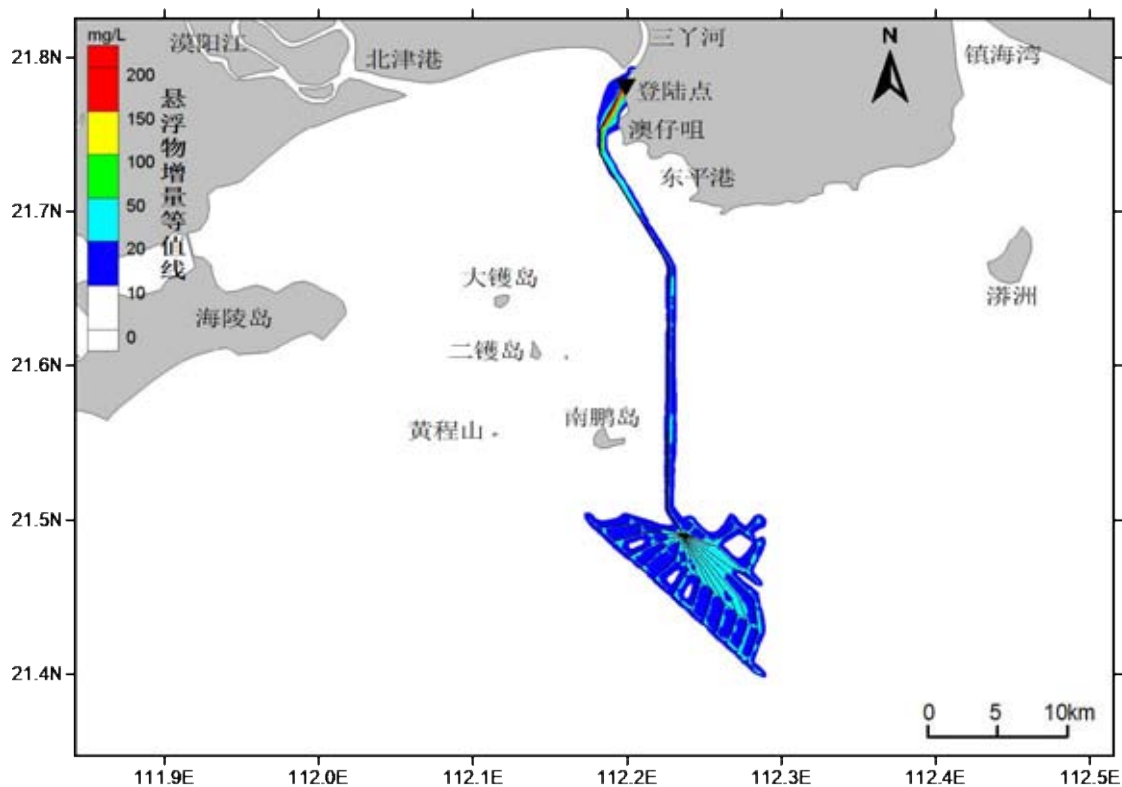 mg/L
200
150
100
50
20
10
0
悬浮物增量等值线
漠阳江
北津港
三丫河
镇海湾
N
登陆点
澳仔咀
东平港
大镬岛
漭洲
海陵岛
二镬岛
南鹏岛
黄程山
0 5 10km
21.8N
21.7N
21.6N
21.5N
21.4N
111.9E 112.0E 112.1E 112.2E 112.3E 112.4E 112.5E